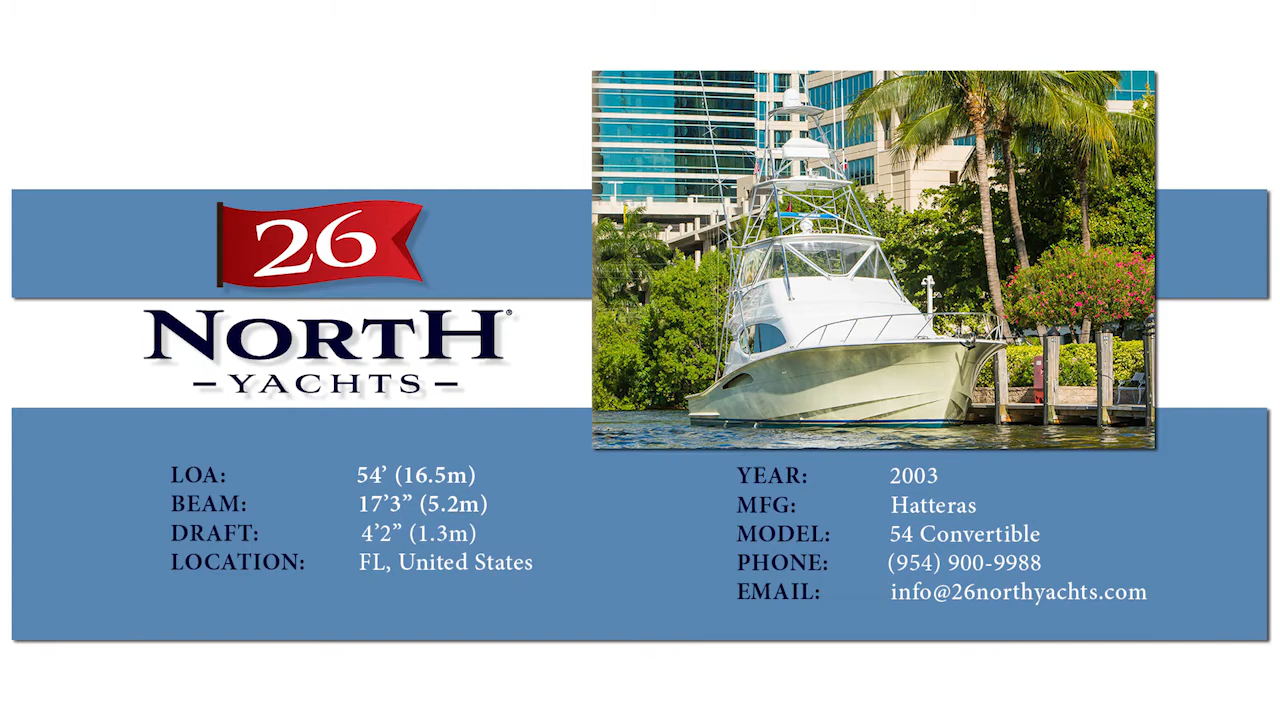 26
NORTH®
– YACHTS –
LOA: 54’ (16.5m)
BEAM: 17’3” (5.2m)
DRAFT: 4’2” (1.3m)
LOCATION: FL, United States
YEAR: 2003
MFG: Hatteras
MODEL: 54 Convertible
PHONE: (954) 900-9988
EMAIL: info@26northyachts.com